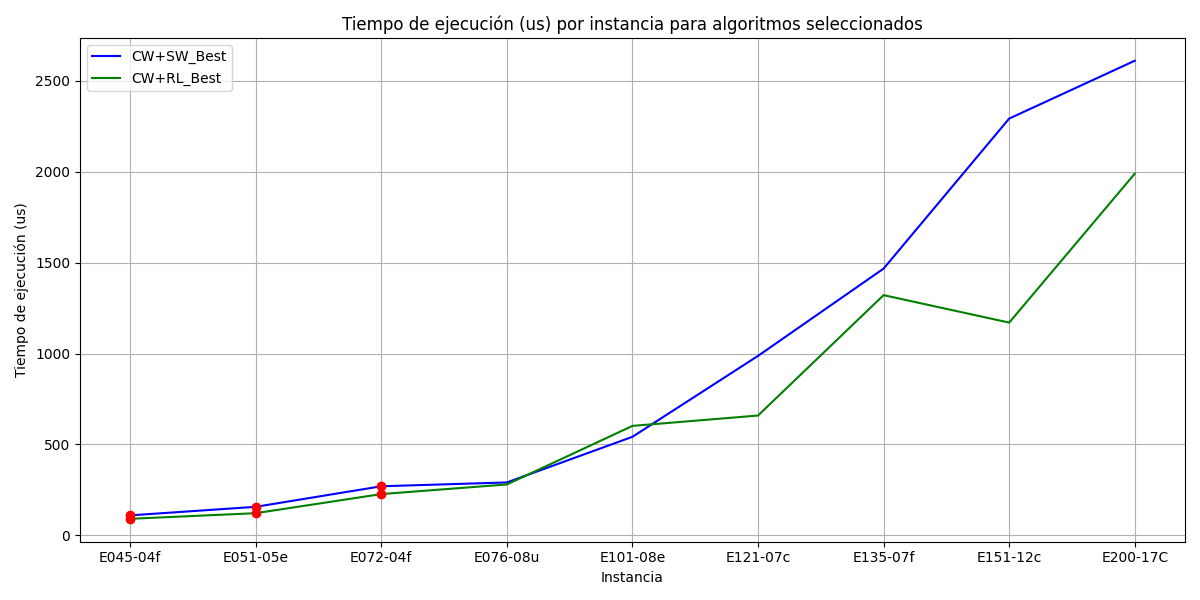 Tiempo de ejecución (us) por instancia para algoritmos seleccionados
CW+SW_Best
CW+RL_Best
Tiempo de ejecución (us)
2500
2000
1500
1000
500
0
E045-04f
E051-05e
E072-04f
E076-08u
E101-08e
E121-07c
E135-07f
E151-12c
E200-17C
Instancia